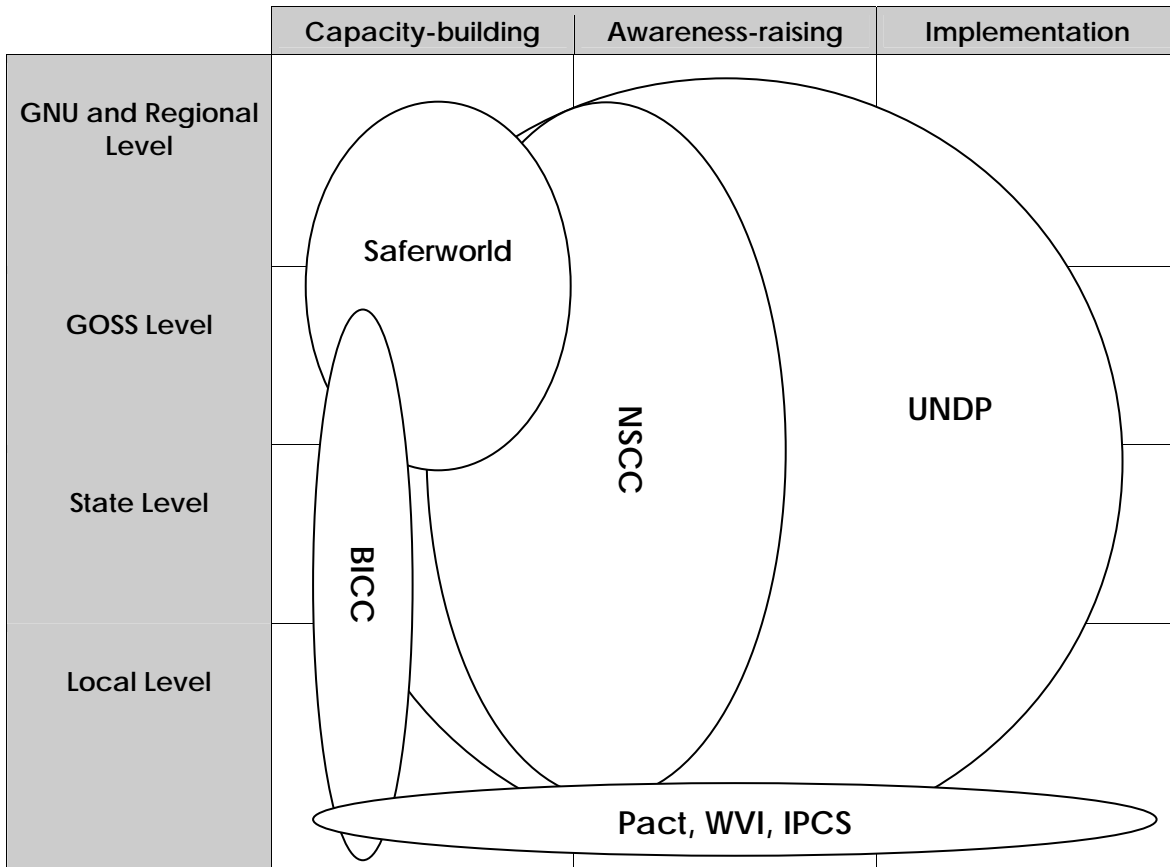 Capacity-building Awareness-raising Implementation
GNU and Regional
Level
Saferworld
GOSS Level
NSCC
UNDP
State Level
BICC
Local Level
Pact, WVI, IPCS